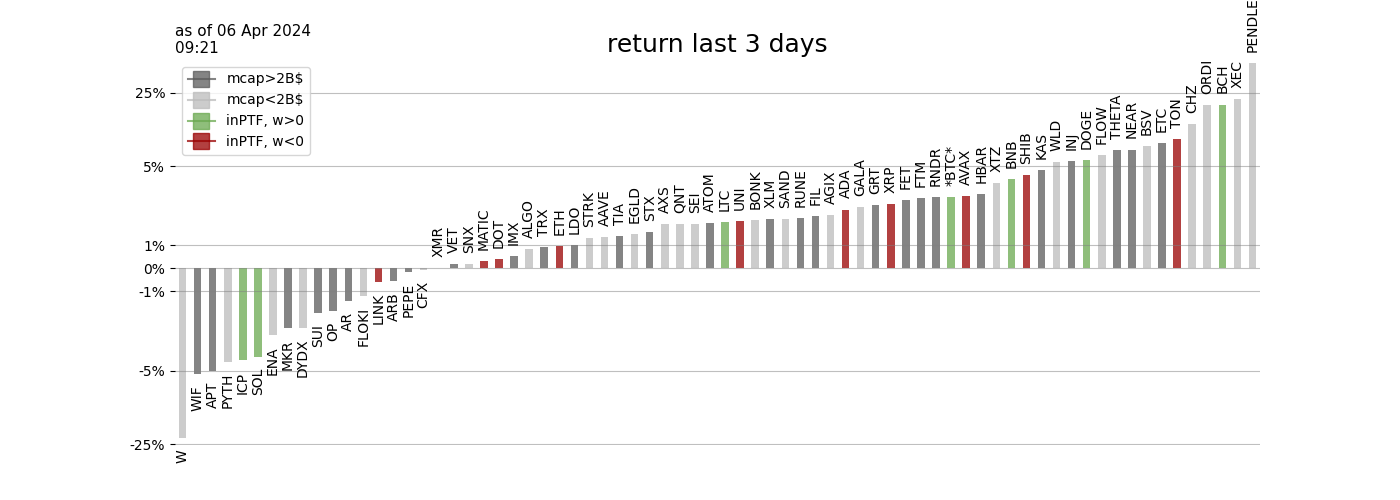 as of 06 Apr 2024
09:21
return last 3 days
mcap>2B$
mcap<2B$
inPTF, w>0
inPTF, w<0
25%
5%
1%
0%
-1%
-5%
-25%
W
WIF
APT
PYTH
ICP
SOL
ENA
MKR
DYDX
SUI
OP
AR
FLOKI
LINK
ARB
PEPE
CFX
XMR
VET
SNX
MATIC
DOT
IMX
ALGO
TRX
ETH
LDO
STRK
AAVE
TIA
EGLD
STX
AXS
QNT
SEI
ATOM
LTC
UNI
BONK
XLM
SAND
RUNE
FIL
AGIX
ADA
GALA
GRT
XRP
FET
FTM
RNDR
*BTC*
AVAX
HBAR
XTZ
BNB
SHIB
KAS
WLD
INJ
DOGE
FLOW
THETA
NEAR
BSV
ETC
TON
CHZ
ORDI
BCH
XEC
PENDLE